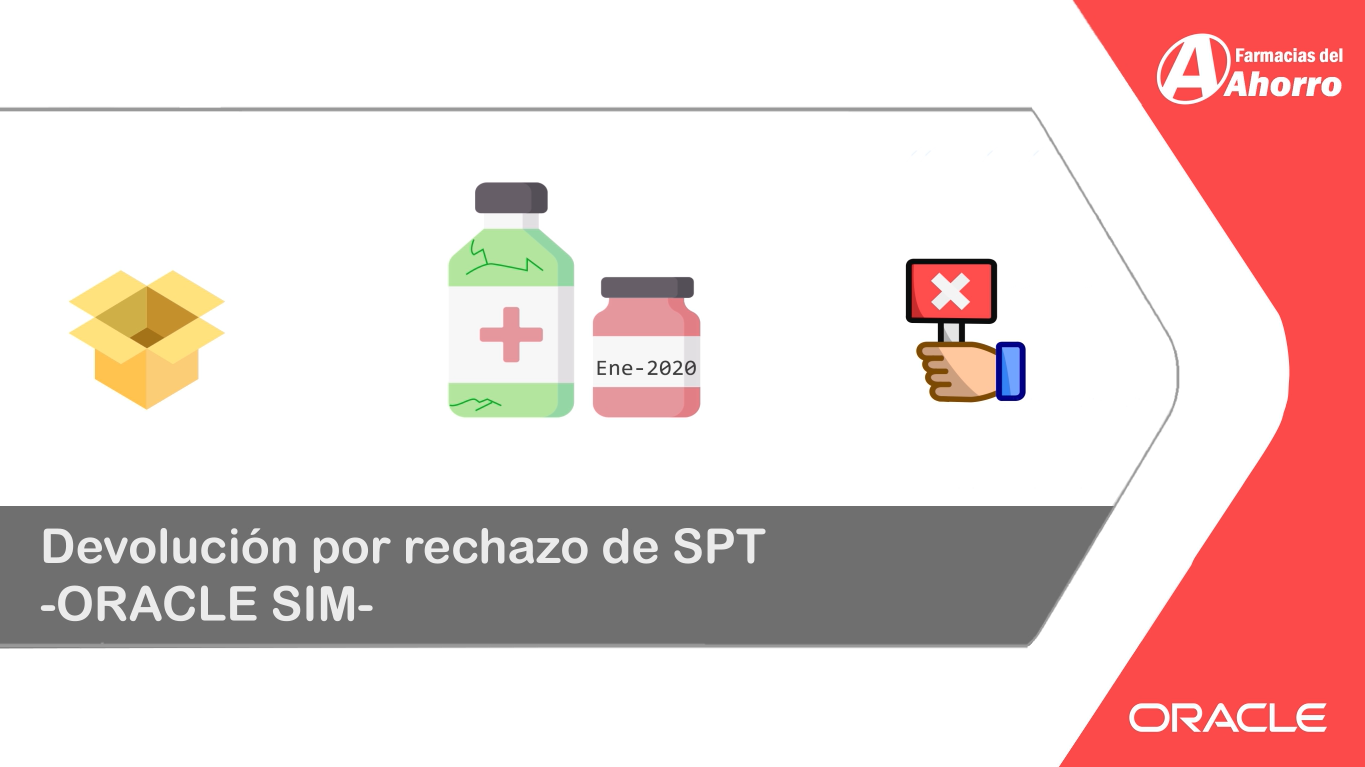 Farmacias del
Ahorro
Ene-2020
Devolución por rechazo de SPT
-ORACLE SIM-
ORACLE